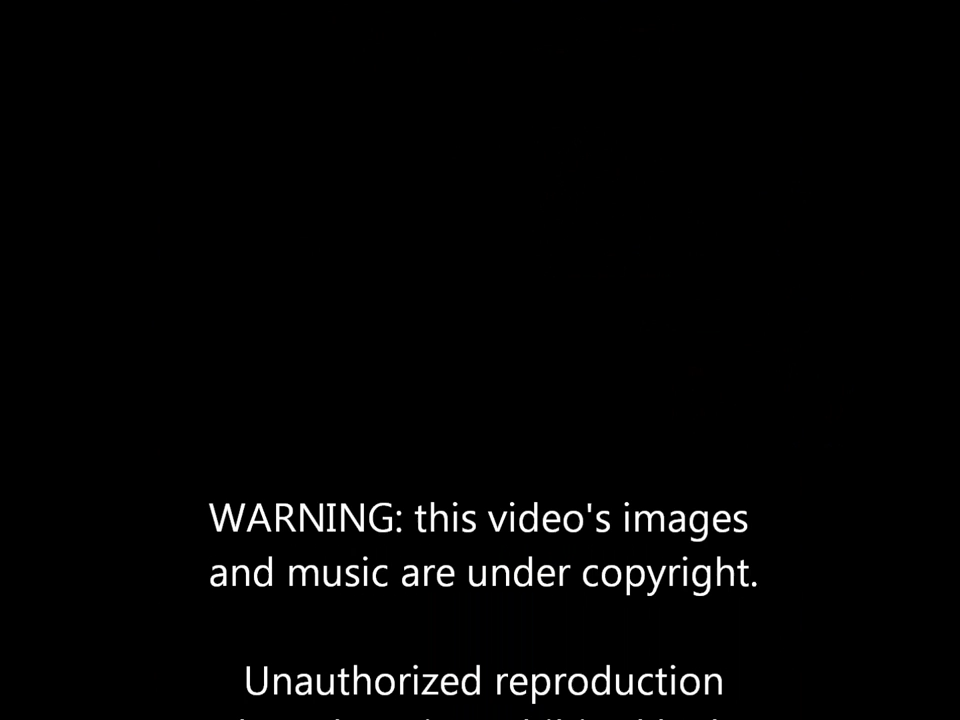 WARNING: this video's images
and music are under copyright.
Unauthorized reproduction